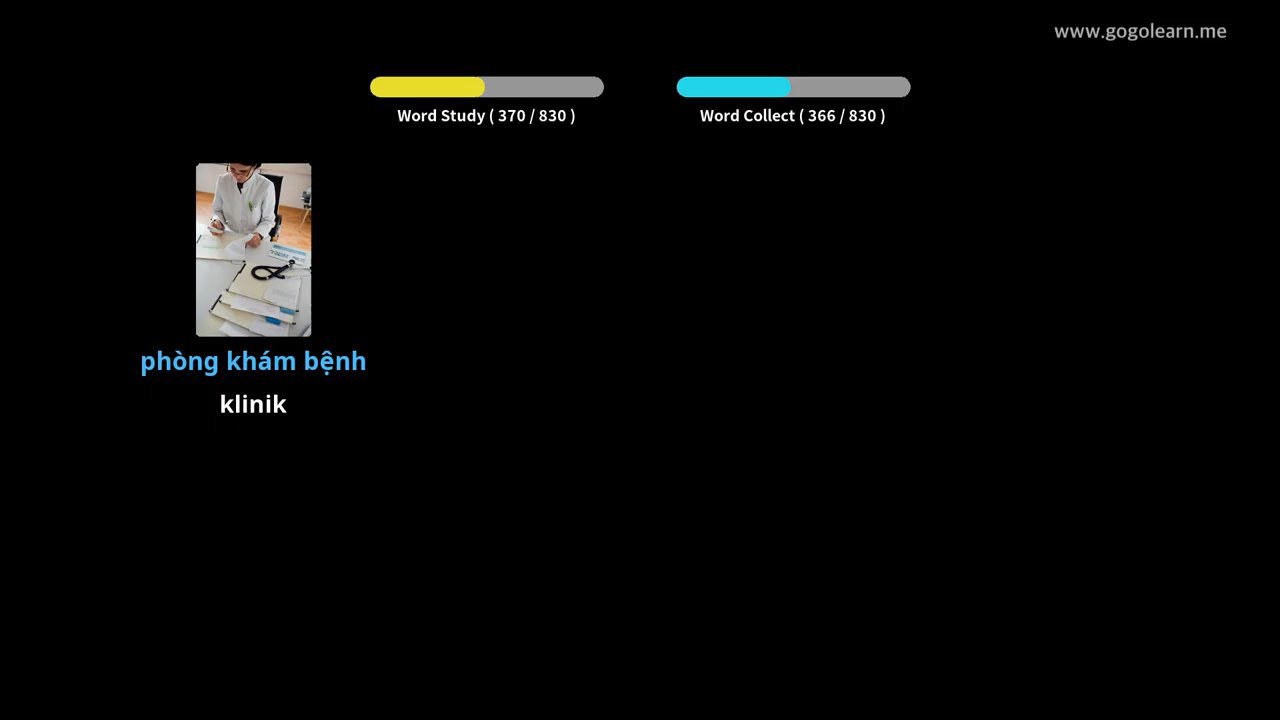 www.gogolearn.me
Word Study ( 370 / 830 )
Word Collect ( 366 / 830 )
phòng khám bệnh
klinik